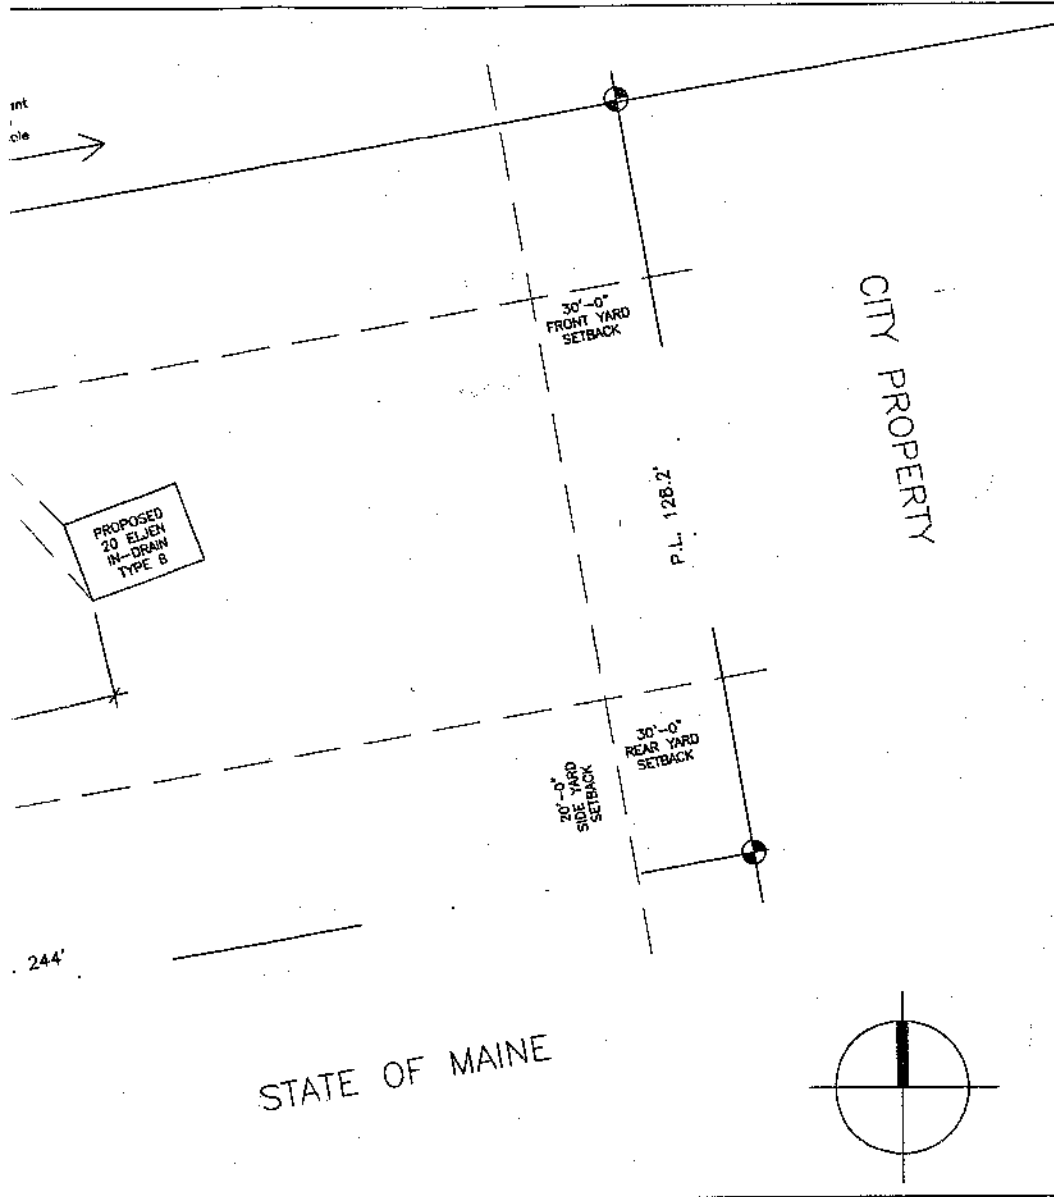 30'-0"
FRONT YARD
SETBACK
CITY PROPERTY
P.L. 128.2'
PROPOSED
20 ELJEN
IN-DRAIN
TYPE B
30'-0"
REAR YARD
SETBACK
20'-0"
SIDE YARD
SETBACK
244'
STATE OF MAINE